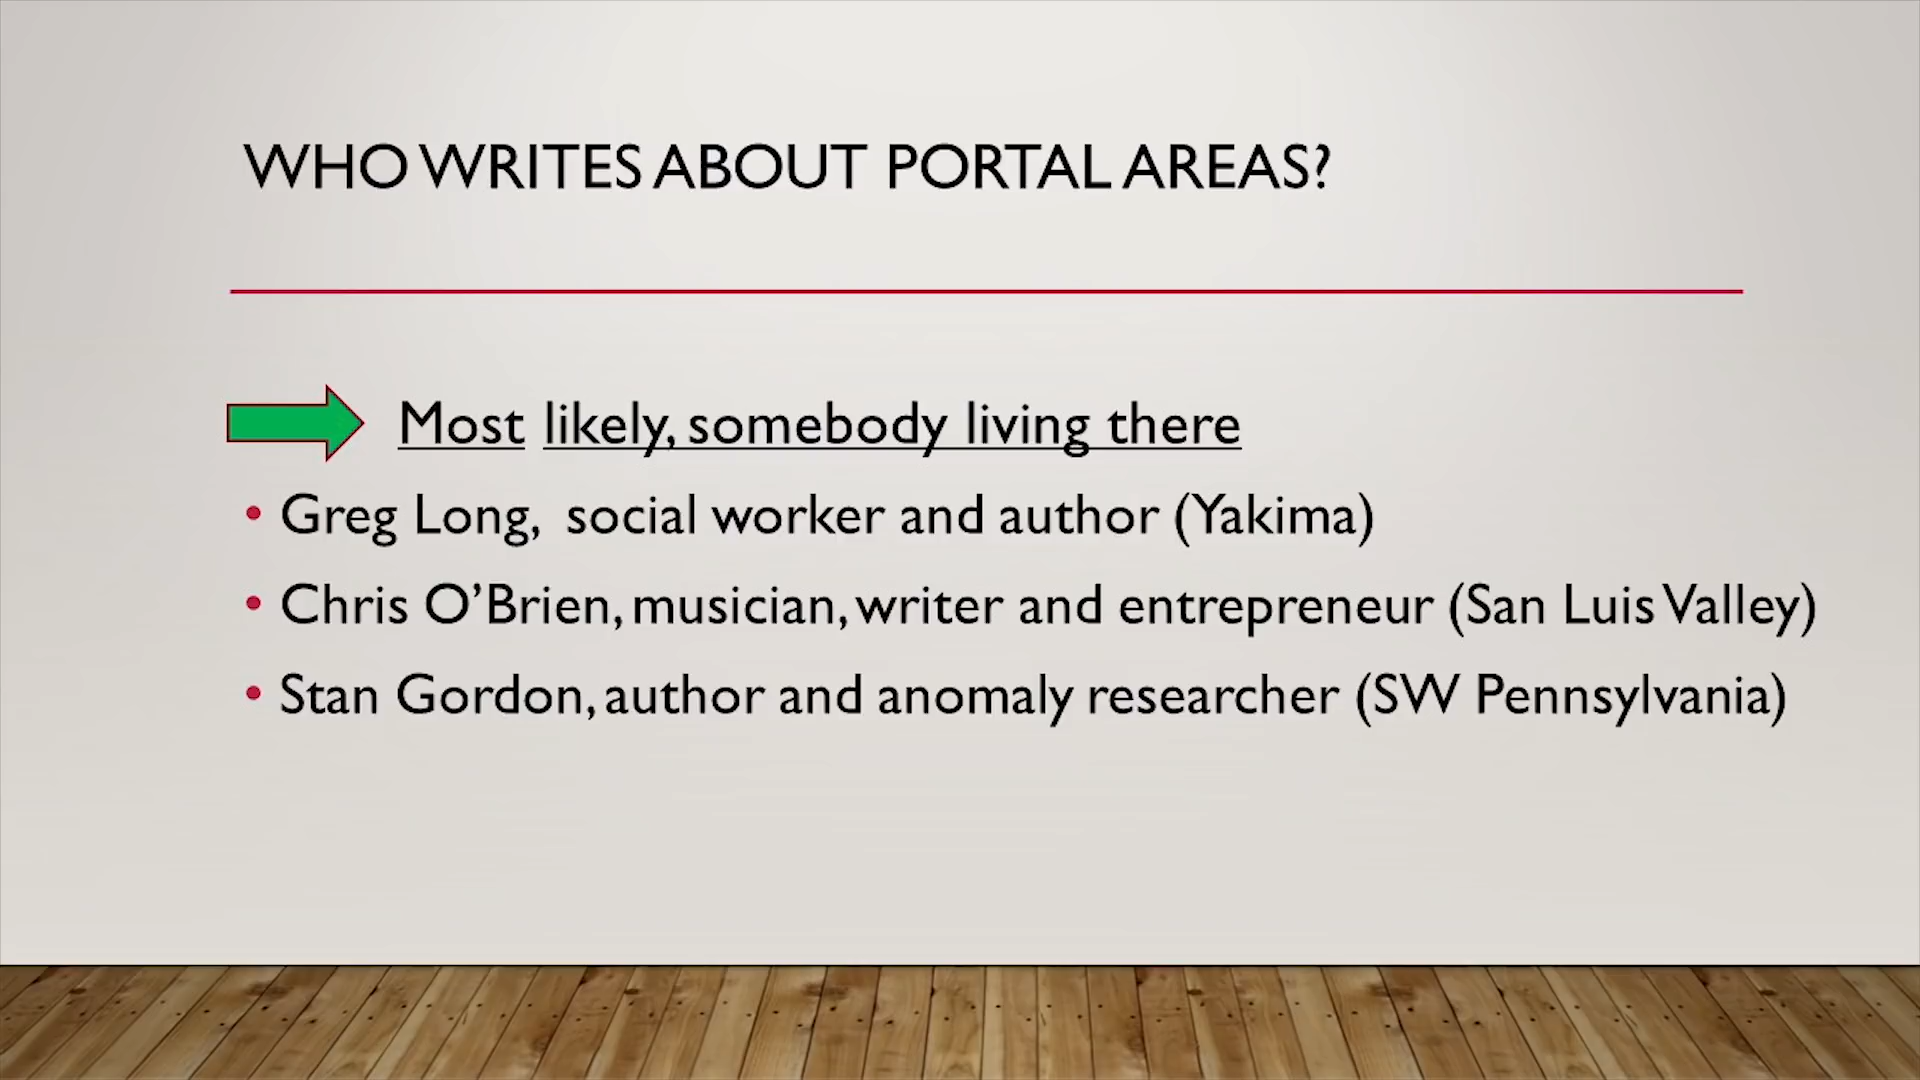 WHO WRITES ABOUT PORTAL AREAS?
Most likely, somebody living there
• Greg Long, social worker and author (Yakima)
• Chris O’Brien, musician, writer and entrepreneur (San Luis Valley)
• Stan Gordon, author and anomaly researcher (SW Pennsylvania)